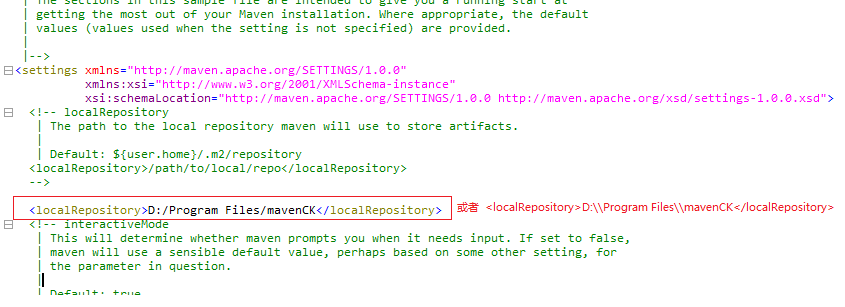 | The sections in this sample file are intended to give you a running start at
| getting the most out of your Maven installation. Where appropriate, the default
| values (values used when the setting is not specified) are provided.
|
|-->
<settings xmlns="http://maven.apache.org/SETTINGS/1.0.0"
xmlns:xsi="http://www.w3.org/2001/XMLSchema-instance"
xsi:schemaLocation="http://maven.apache.org/SETTINGS/1.0.0 http://maven.apache.org/xsd/settings-1.0.0.xsd">
<!-- localRepository
| The path to the local repository maven will use to store artifacts.
|
| Default: ${user.home}/.m2/repository
<localRepository>/path/to/local/repo</localRepository>
-->
<localRepository>D:/Program Files/mavenCK</localRepository> 或者 <localRepository>D:\\Program Files\\mavenCK</localRepository>
<!-- interactiveMode
| This will determine whether maven prompts you when it needs input. If set to false,
| maven will use a sensible default value, perhaps based on some other setting, for
| the parameter in question.
|
| Default: true